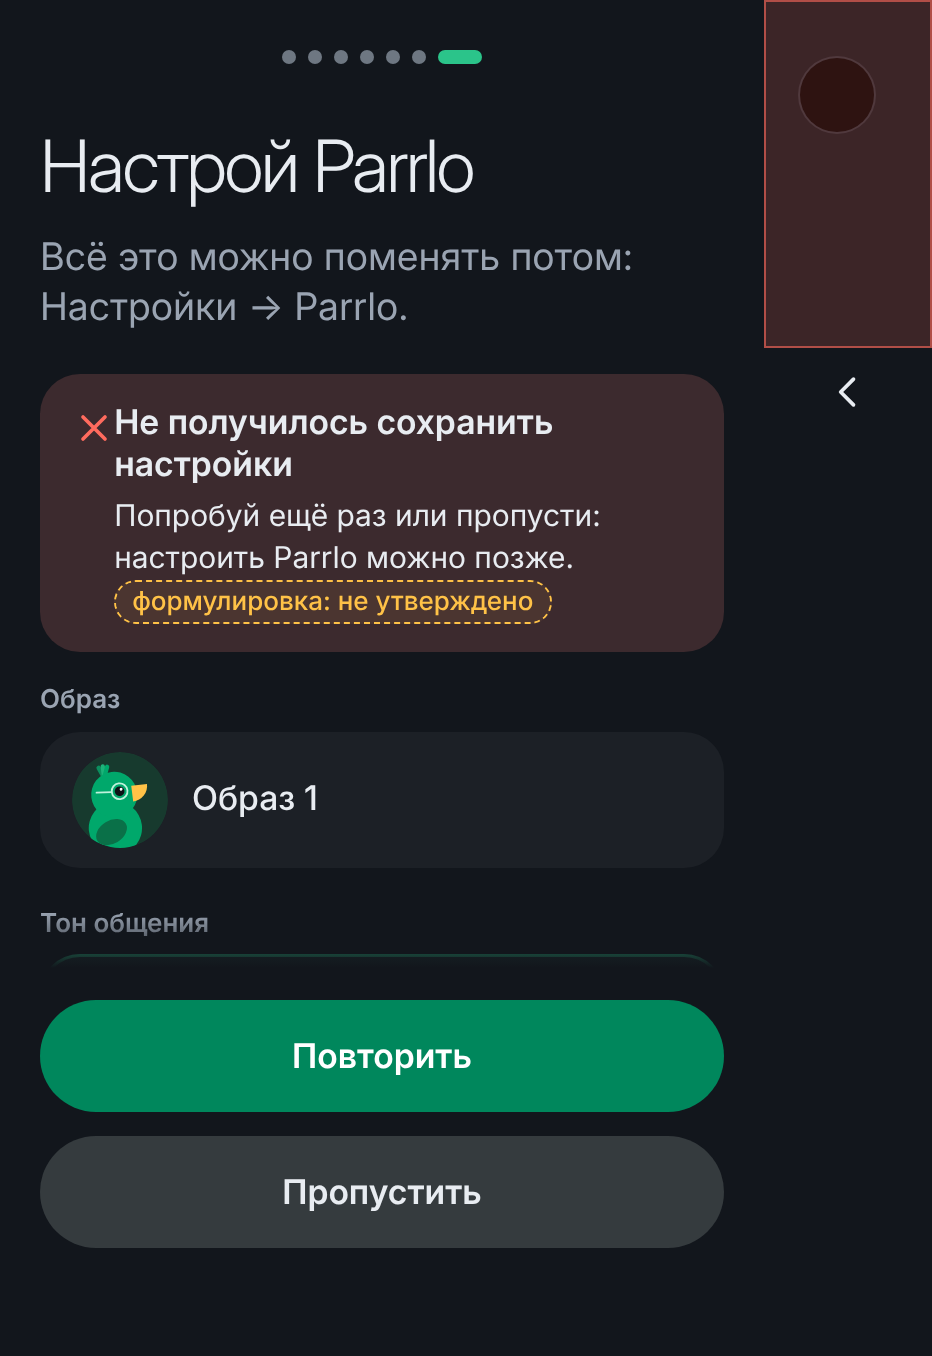 Настрой Parrlo
Всё это можно поменять потом:
Настройки → Parrlo.
Не получилось сохранить
настройки
Попробуй ещё раз или пропусти:
настроить Parrlo можно позже.
формулировка: не утверждено
Образ
Образ 1
Тон общения
Повторить
Пропустить